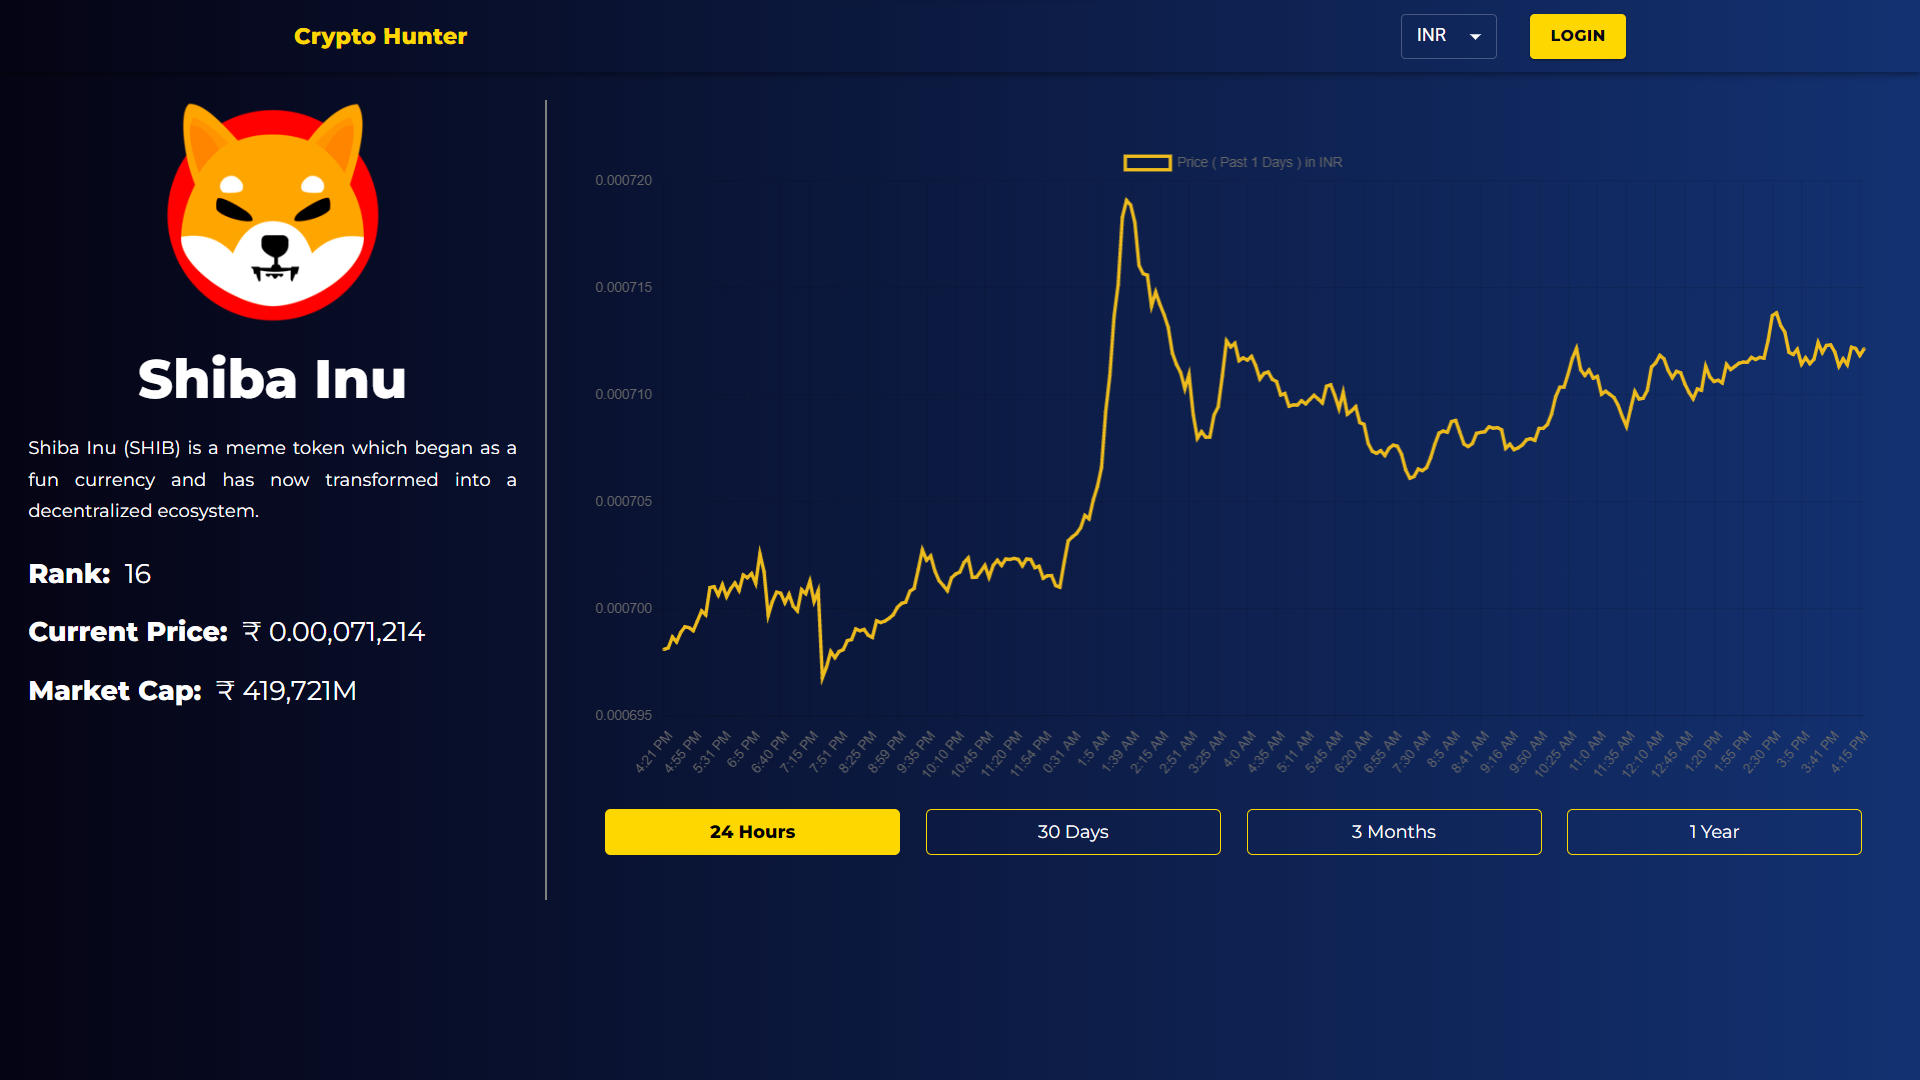 Crypto Hunter
INR
LOGIN
Shiba Inu
Shiba Inu (SHIB) is a meme token which began as a
fun currency and has now transformed into a
decentralized ecosystem.
Rank: 16
Current Price: ₹ 0.00,071,214
Market Cap: ₹ 419,721M
Price ( Past 1 Days ) in INR
0.000720
0.000715
0.000710
0.000705
0.000700
0.000695
4:21 PM
4:55 PM
5:31 PM
6:5 PM
6:40 PM
7:15 PM
7:51 PM
8:25 PM
8:59 PM
9:35 PM
10:10 PM
10:45 PM
11:20 PM
11:54 PM
0:31 AM
1:5 AM
1:39 AM
2:15 AM
2:51 AM
3:25 AM
4:0 AM
4:35 AM
5:11 AM
5:45 AM
6:20 AM
6:55 AM
7:30 AM
8:5 AM
8:41 AM
9:16 AM
9:50 AM
10:25 AM
11:0 AM
11:35 AM
12:10 AM
12:45 AM
1:20 PM
1:55 PM
2:30 PM
3:5 PM
3:41 PM
4:15 PM
24 Hours
30 Days
3 Months
1 Year